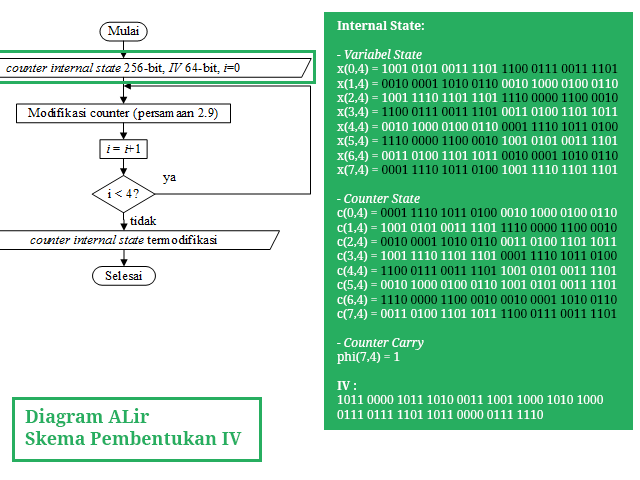 Mulai
counter internal state 256-bit, IV 64-bit, i=0
Modifikasi counter (persamaan 2.9)
i = i+1
i < 4?
ya
tidak
counter internal state termodifikasi
Selesai
Diagram ALir
Skema Pembentukan IV
Internal State:
- Variabel State
x(0,4) = 1001 0101 0011 1101 1100 0111 0011 1101
x(1,4) = 0010 0001 1010 0110 0010 1000 0100 0110
x(2,4) = 1001 1110 1101 1101 1110 0000 1100 0010
x(3,4) = 1100 0111 0011 1101 0011 0100 1101 1011
x(4,4) = 0010 1000 0100 0110 0001 1110 1011 0100
x(5,4) = 1110 0000 1100 0010 1001 0101 0011 1101
x(6,4) = 0011 0100 1101 1011 0010 0001 1010 0110
x(7,4) = 0001 1110 1011 0100 1001 1110 1101 1101
- Counter State
c(0,4) = 0001 1110 1011 0100 0010 1000 0100 0110
c(1,4) = 1001 0101 0011 1101 1110 0000 1100 0010
c(2,4) = 0010 0001 1010 0110 0011 0100 1101 1011
c(3,4) = 1001 1110 1101 1101 0001 1110 1011 0100
c(4,4) = 1100 0111 0011 1101 1001 0101 0011 1101
c(5,4) = 0010 1000 0100 0110 1001 0101 0011 1101
c(6,4) = 1110 0000 1100 0010 0010 0001 1010 0110
c(7,4) = 0011 0100 1101 1011 1100 0111 0011 1101
- Counter Carry
phi(7,4) = 1
IV :
1011 0000 1011 1010 0011 1001 1000 1010 1000
0111 0111 1101 1011 0000 0111 1110